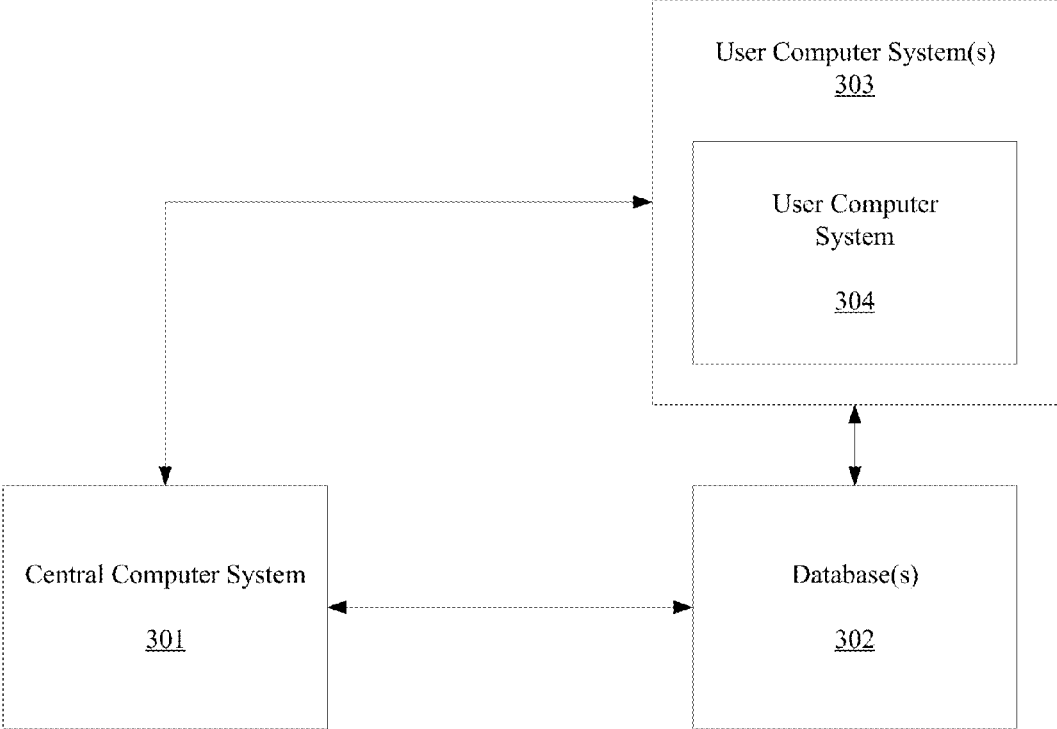 User Computer System(s)
303
User Computer
System
304
Central Computer System
301
Database(s)
302